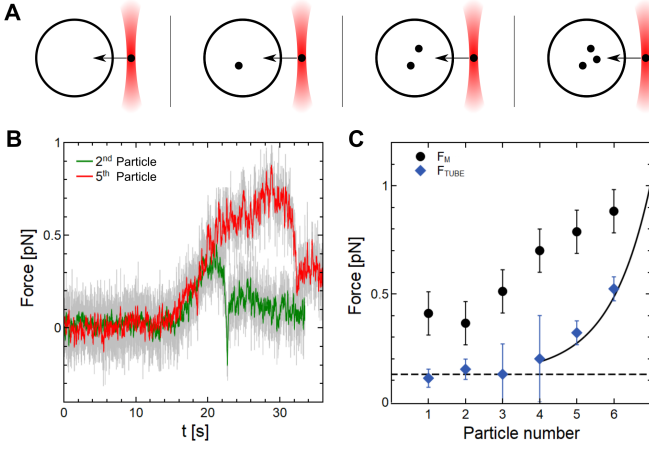 A
B
1
0.5
0
Force [pN]
2nd Particle
5th Particle
0
10
20
30
t [s]
C
FM
FTUBE
1
0.5
0
Force [pN]
1
2
3
4
5
6
Particle number